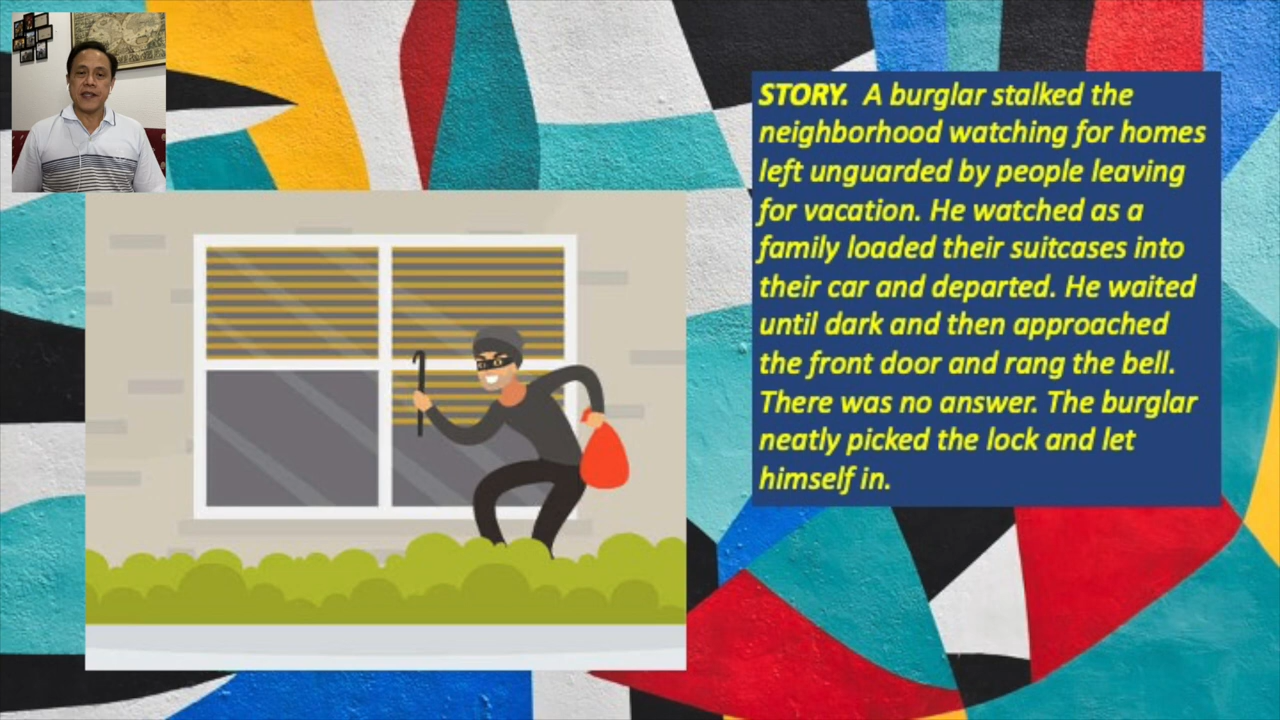 STORY. A burglar stalked the
neighborhood watching for homes
left unguarded by people leaving
for vacation. He watched as a
family loaded their suitcases into
their car and departed. He waited
until dark and then approached
the front door and rang the bell.
There was no answer. The burglar
neatly picked the lock and let
himself in.